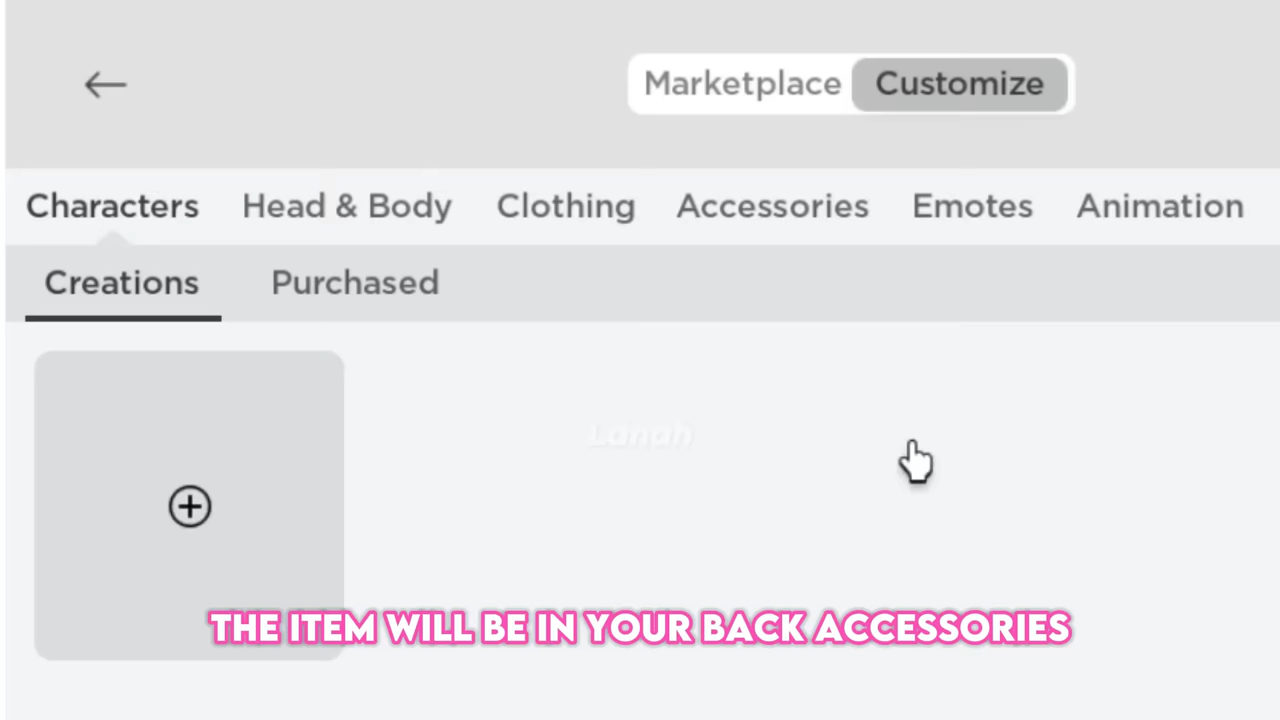 Marketplace Customize
Characters Head & Body Clothing Accessories Emotes Animation
Creations Purchased
Lanah
THE ITEM WILL BE IN YOUR BACK ACCESSORIES